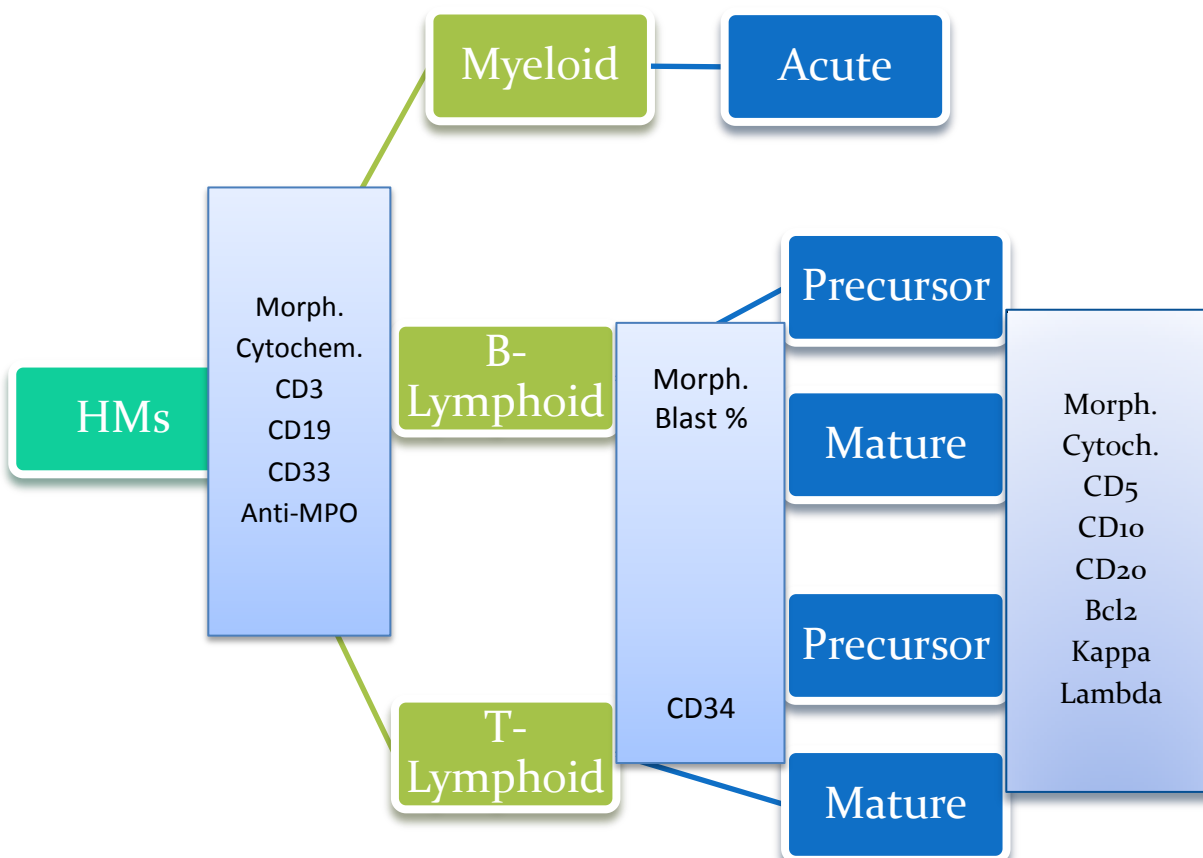 Myeloid
Acute
HMs
Morph.
Cytochem.
CD3
CD19
CD33
Anti-MPO
B-
Lymphoid
T-
Lymphoid
Morph.
Blast %
CD34
Precursor
Mature
Precursor
Mature
Morph.
Cytoch.
CD5
CD10
CD20
Bcl2
Kappa
Lambda